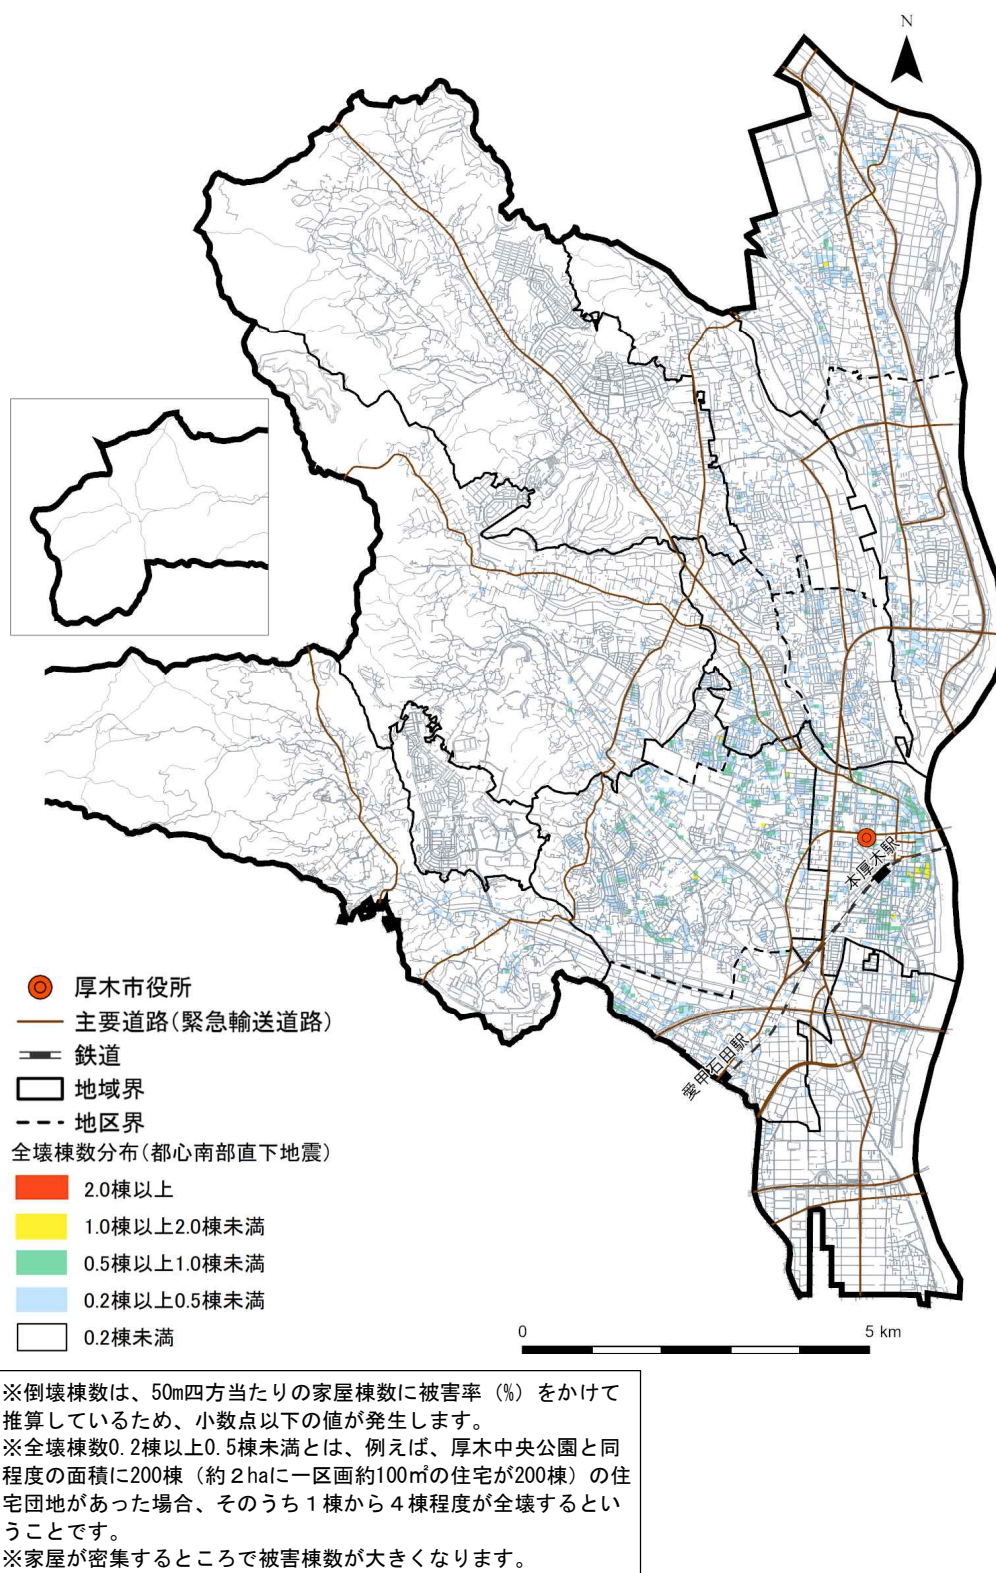 N
本厚木駅
愛甲石田駅
厚木市役所
主要道路(緊急輸送道路)
鉄道
地域界
地区界
全壊棟数分布(都心南部直下地震)
2.0棟以上
1.0棟以上2.0棟未満
0.5棟以上1.0棟未満
0.2棟以上0.5棟未満
0.2棟未満
0 5 km
※倒壊棟数は、50m四方当たりの家屋棟数に被害率（%）をかけて
推算しているため、小数点以下の値が発生します。
※全壊棟数0.2棟以上0.5棟未満とは、例えば、厚木中央公園と同
程度の面積に200棟（約２haに一区画約100㎡の住宅が200棟）の住
宅団地があった場合、そのうち１棟から４棟程度が全壊するとい
うことです。
※家屋が密集するところで被害棟数が大きくなります。